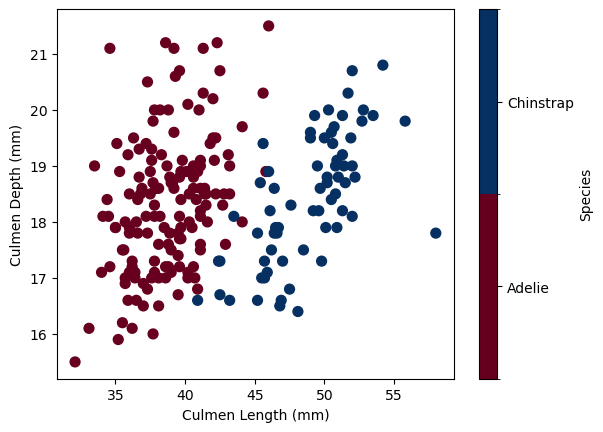 21
20
19
18
17
16
Culmen Depth (mm)
35
40
45
50
55
Culmen Length (mm)
Chinstrap
Adelie
Species